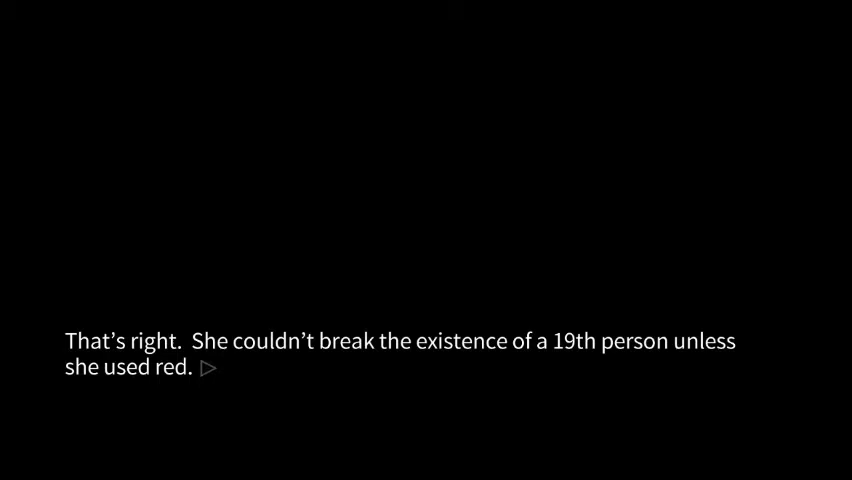 That’s right.  She couldn’t break the existence of a 19th person unless
she used red. ▷